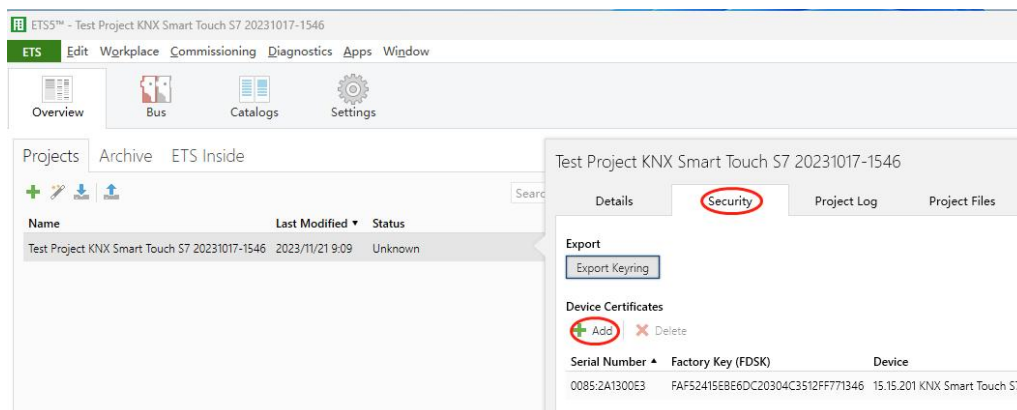 ETS5™ - Test Project KNX Smart Touch S7 20231017-1546
ETS Edit Workplace Commissioning Diagnostics Apps Window
Overview Bus Catalogs Settings
Projects Archive ETS Inside
Searc
Name Last Modified Status
Test Project KNX Smart Touch S7 20231017-1546 2023/11/21 9:09 Unknown
Test Project KNX Smart Touch S7 20231017-1546
Details Security Project Log Project Files
Export
Export Keyring
Device Certificates
Add Delete
Serial Number Factory Key (FDSK) Device
0085:2A1300E3 FAF52415EBE6DC20304C3512FF771346 15.15.201 KNX Smart Touch S7